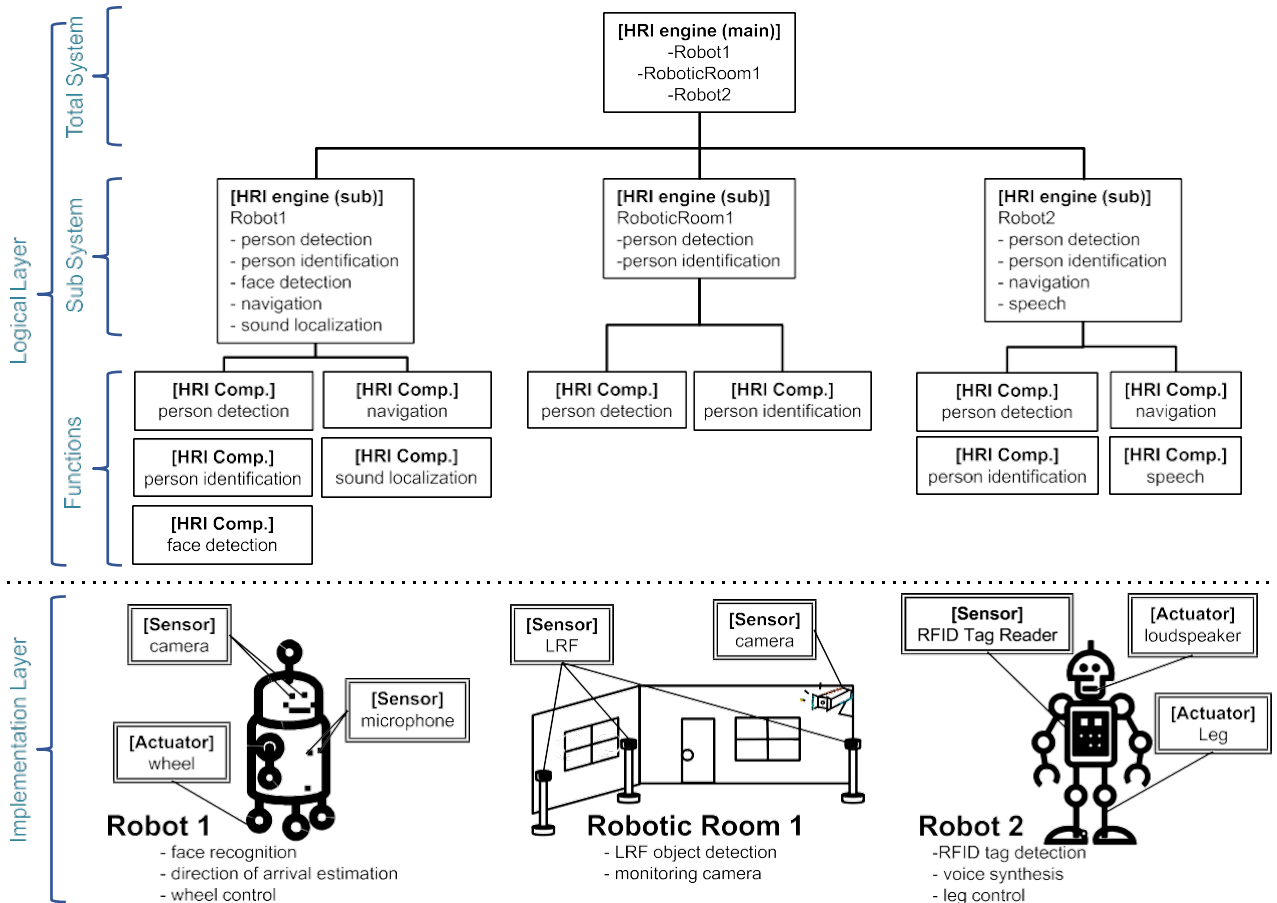 Logical Layer
Total System
[HRI engine (main)]
-Robot1
-RoboticRoom1
-Robot2
Sub System
[HRI engine (sub)]
Robot1
- person detection
- person identification
- face detection
- navigation
- sound localization
[HRI engine (sub)]
RoboticRoom1
-person detection
-person identification
[HRI engine (sub)]
Robot2
- person detection
- person identification
- navigation
- speech
Functions
[HRI Comp.]
person detection
[HRI Comp.]
navigation
[HRI Comp.]
person identification
[HRI Comp.]
sound localization
[HRI Comp.]
face detection
[HRI Comp.]
person detection
[HRI Comp.]
person identification
[HRI Comp.]
person detection
[HRI Comp.]
navigation
[HRI Comp.]
person identification
[HRI Comp.]
speech
Implementation Layer
[Sensor]
camera
[Sensor]
microphone
[Actuator]
wheel
Robot 1
- face recognition
- direction of arrival estimation
- wheel control
[Sensor]
LRF
[Sensor]
camera
Robotic Room 1
- LRF object detection
- monitoring camera
[Sensor]
RFID Tag Reader
[Actuator]
loudspeaker
[Actuator]
Leg
Robot 2
-RFID tag detection
- voice synthesis
- leg control